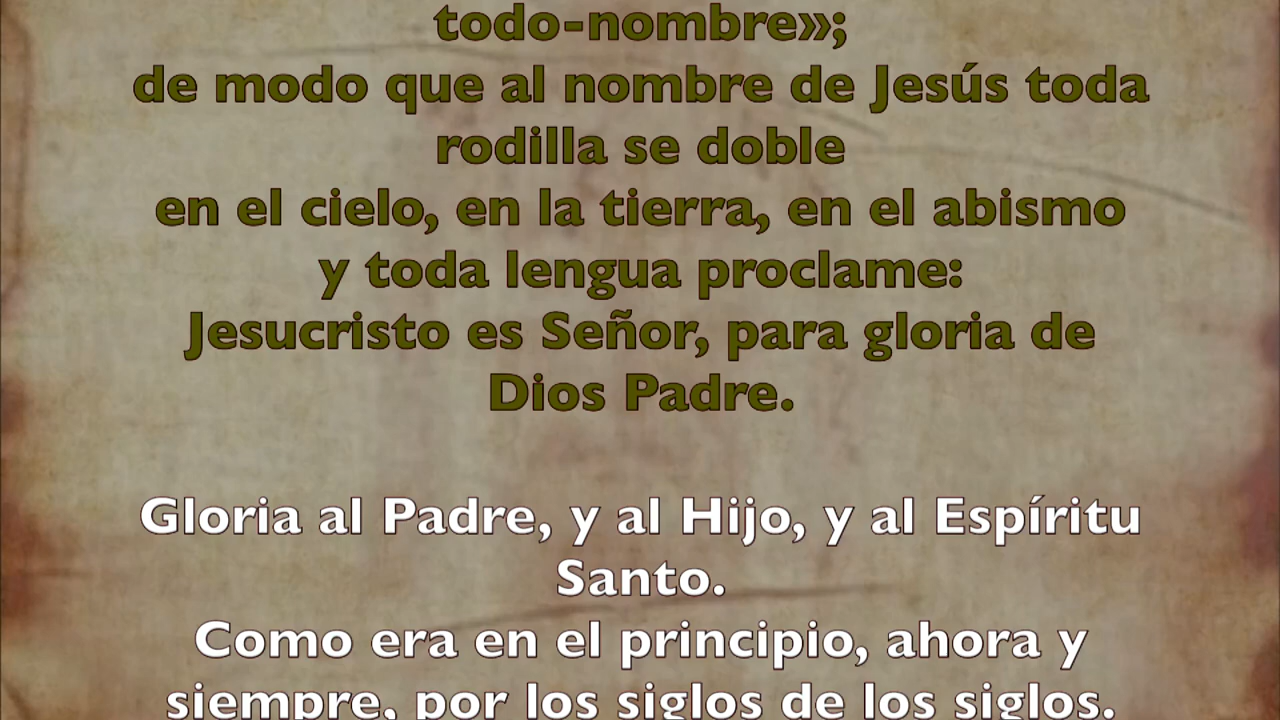 todo-nombre»;
de modo que al nombre de Jesús toda
rodilla se doble
en el cielo, en la tierra, en el abismo
y toda lengua proclame:
Jesucristo es Señor, para gloria de
Dios Padre.
Gloria al Padre, y al Hijo, y al Espíritu
Santo.
Como era en el principio, ahora y
siempre, por los siglos de los siglos.